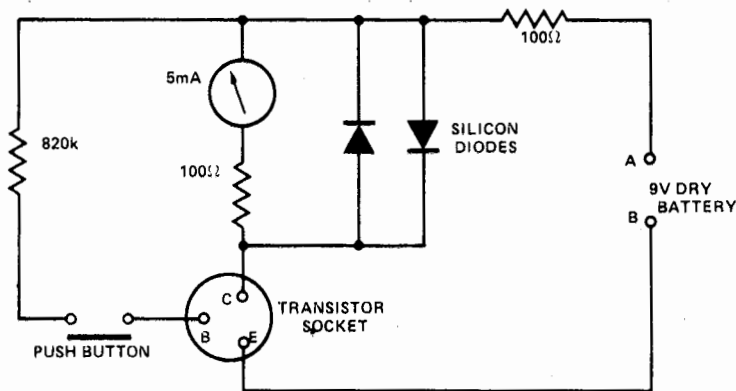 100Ω
5mA
820k
SILICON
DIODES
100Ω
A
9V DRY
BATTERY
B
C
TRANSISTOR
SOCKET
B
E
PUSH BUTTON